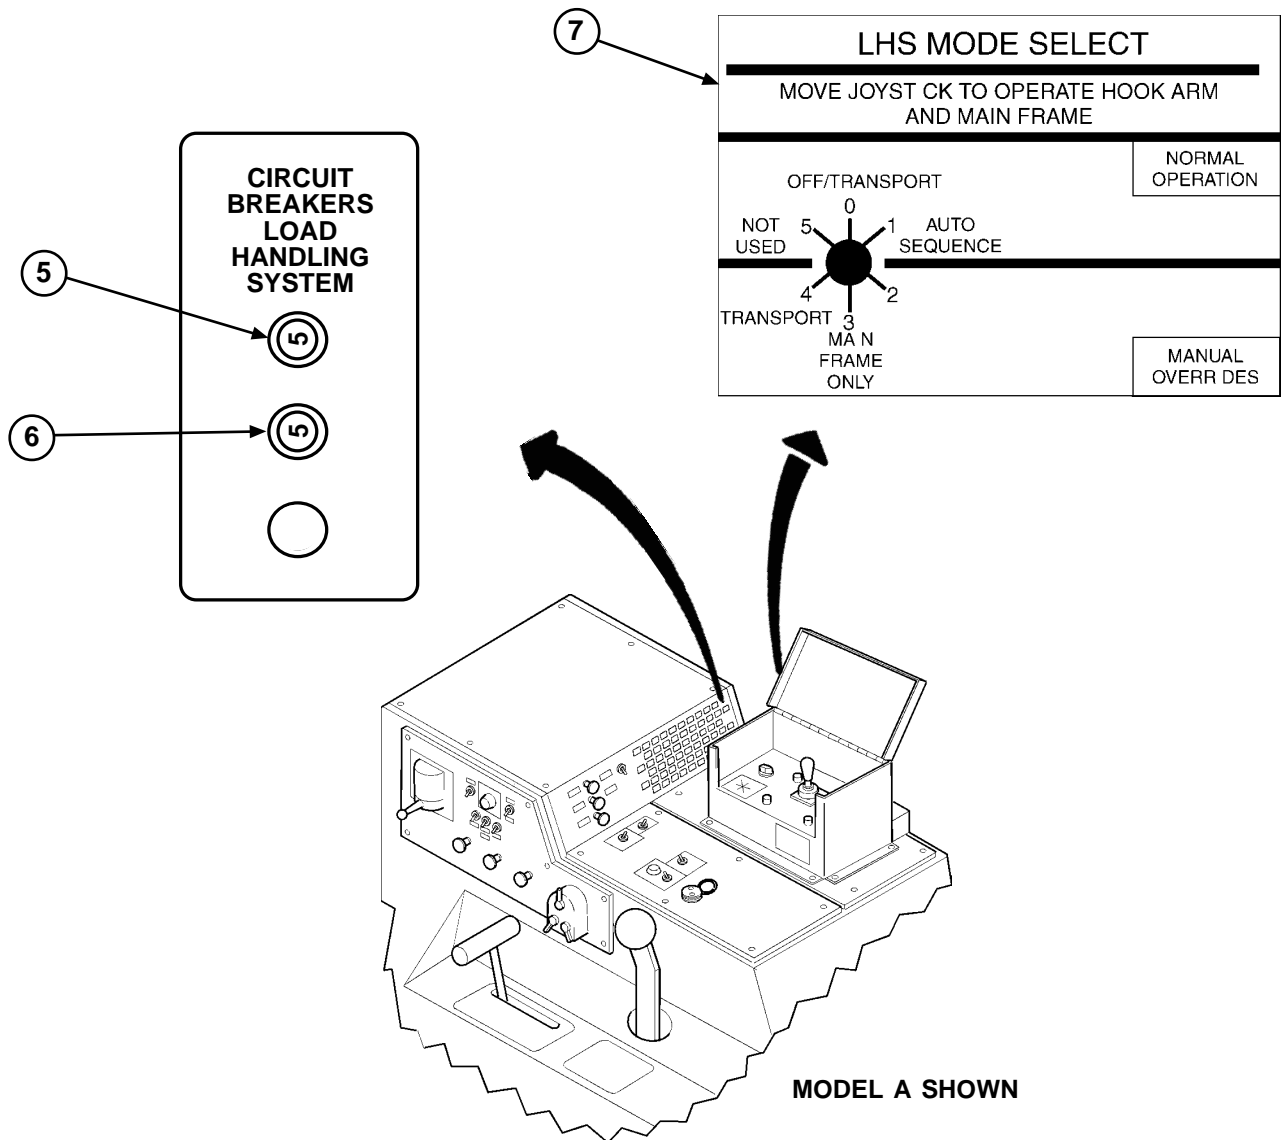 7
LHS MODE SELECT
MOVE JOYST CK TO OPERATE HOOK ARM
AND MAIN FRAME
NORMAL
OPERATION
OFF/TRANSPORT
0
NOT
USED
5
1
AUTO
SEQUENCE
4
2
TRANSPORT
3
MA N
FRAME
ONLY
MANUAL
OVERR DES
CIRCUIT
BREAKERS
LOAD
HANDLING
SYSTEM
5
5
6
5
MODEL A SHOWN